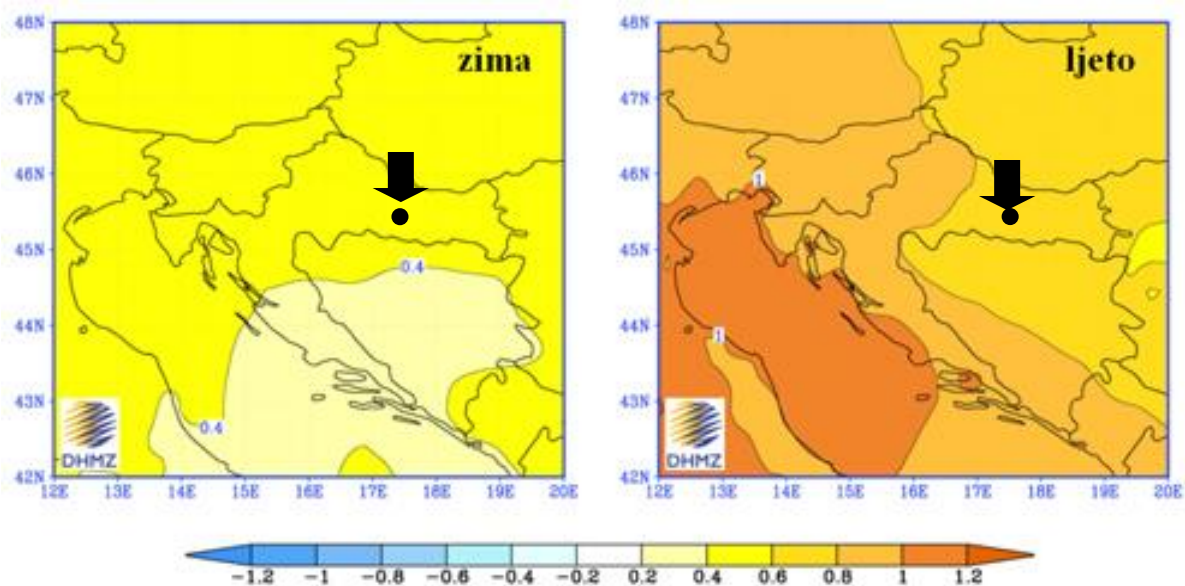 zima
48N
47N
46N
45N
44N
43N
42N
0.4
0.4
DHMZ
12E 13E 14E 15E 16E 17E 18E 19E 20E
ljeto
48N
47N
46N
45N
44N
43N
42N
1
1
DHMZ
12E 13E 14E 15E 16E 17E 18E 19E 20E
-1.2 -1 -0.8 -0.6 -0.4 -0.2 0.2 0.4 0.6 0.8 1 1.2